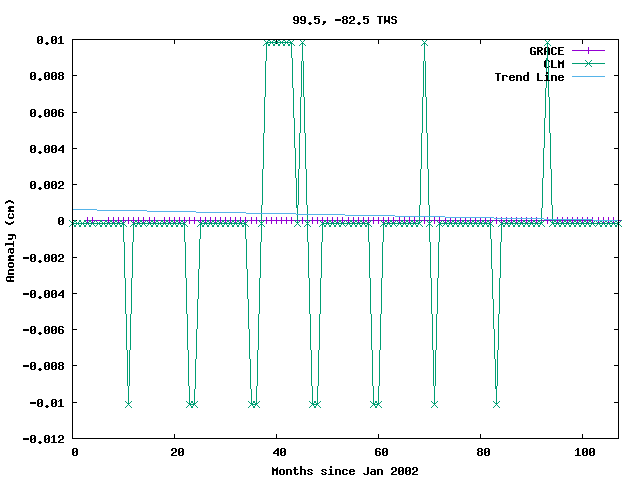 99.5, -82.5 TWS
GRACE
CLM
Trend Line
0.01
0.008
0.006
0.004
0.002
0
-0.002
-0.004
-0.006
-0.008
-0.01
-0.012
Anomaly (cm)
0 20 40 60 80 100
Months since Jan 2002